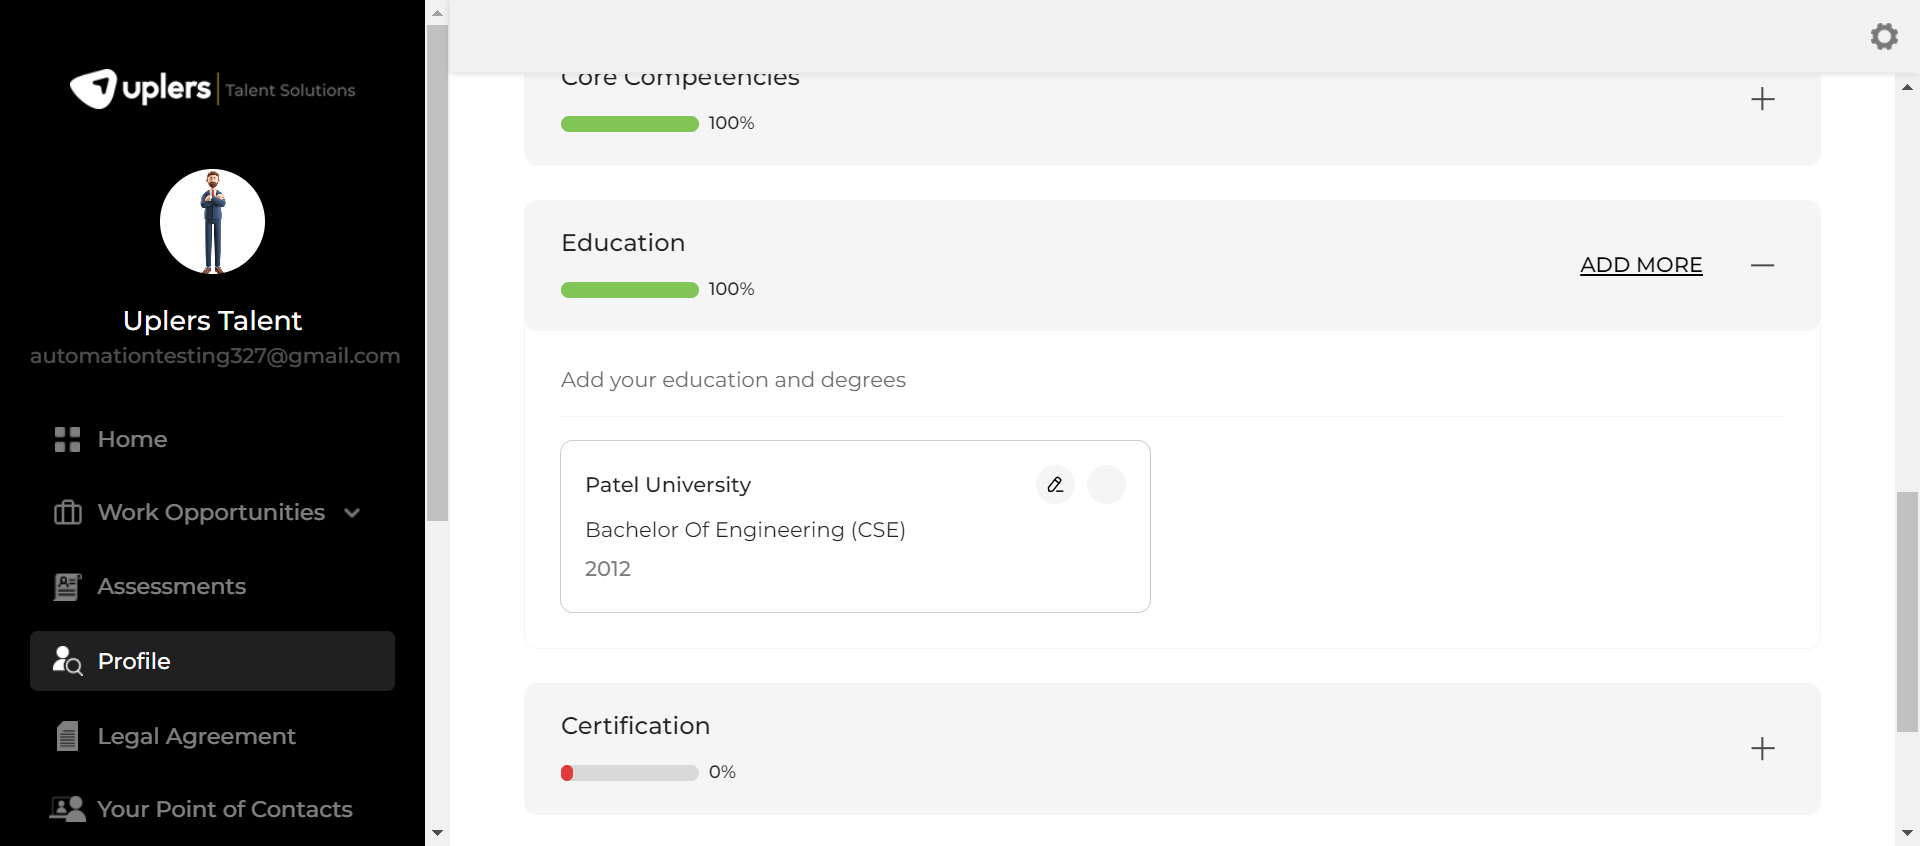 uplers | Talent Solutions
Uplers Talent
automationtesting327@gmail.com
Home
Work Opportunities
Assessments
Profile
Legal Agreement
Your Point of Contacts
Core Competencies
100%
Education
100%
ADD MORE
Add your education and degrees
Patel University
Bachelor Of Engineering (CSE)
2012
Certification
0%